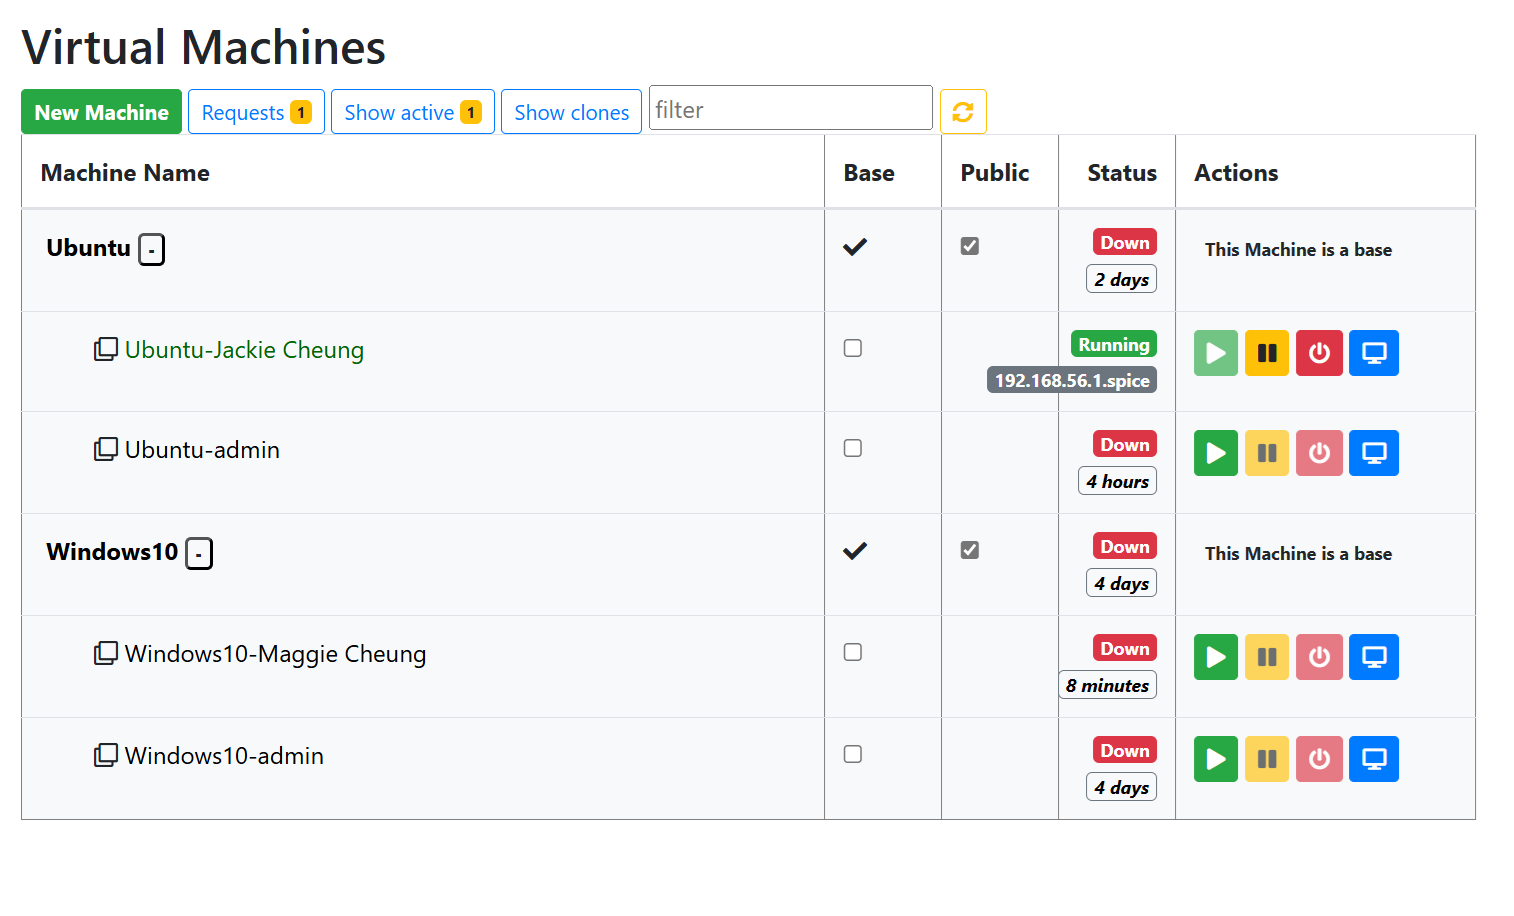 Virtual Machines
New Machine Requests 1 Show active 1 Show clones filter
Machine Name Base Public Status Actions
Ubuntu - Down This Machine is a base
2 days
Ubuntu-Jackie Cheung Running
192.168.56.1.spice
Ubuntu-admin Down
4 hours
Windows10 - Down This Machine is a base
4 days
Windows10-Maggie Cheung Down
8 minutes
Windows10-admin Down
4 days